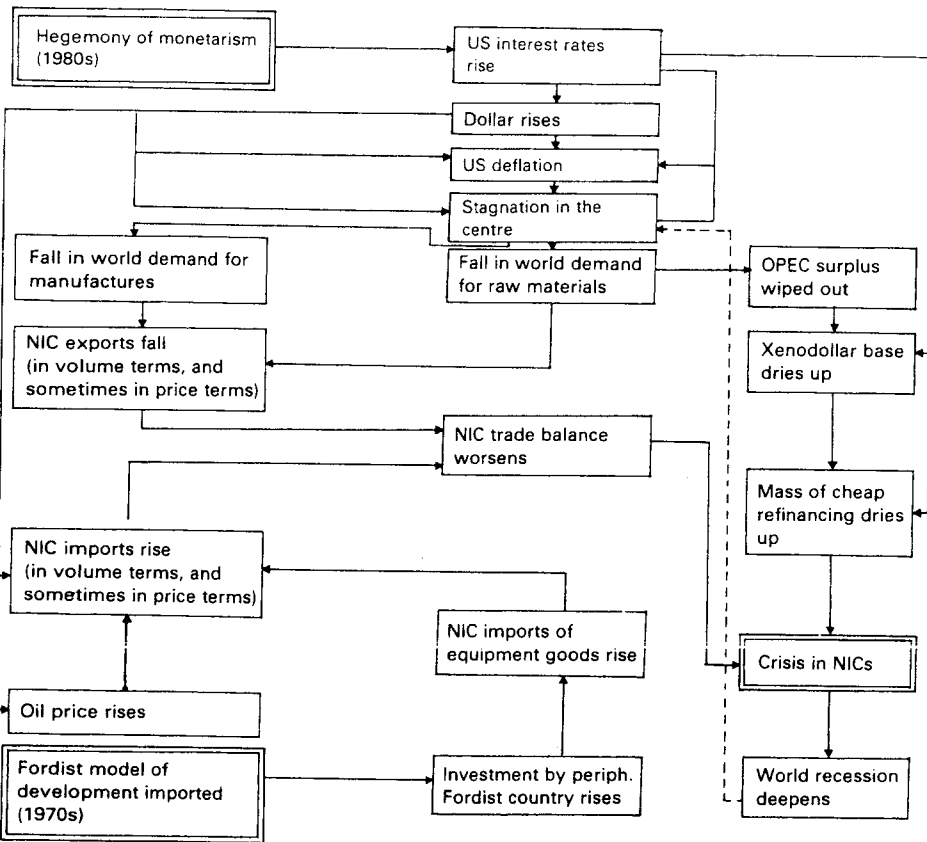 Hegemony of monetarism
(1980s)
US interest rates
rise
Dollar rises
US deflation
Stagnation in the
centre
Fall in world demand for
manufactures
Fall in world demand
for raw materials
OPEC surplus
wiped out
NIC exports fall
(in volume terms, and
sometimes in price terms)
Xenodollar base
dries up
NIC trade balance
worsens
Mass of cheap
refinancing dries
up
NIC imports rise
(in volume terms, and
sometimes in price terms)
NIC imports of
equipment goods rise
Crisis in NICs
Oil price rises
Fordist model of
development imported
(1970s)
Investment by periph.
Fordist country rises
World recession
deepens